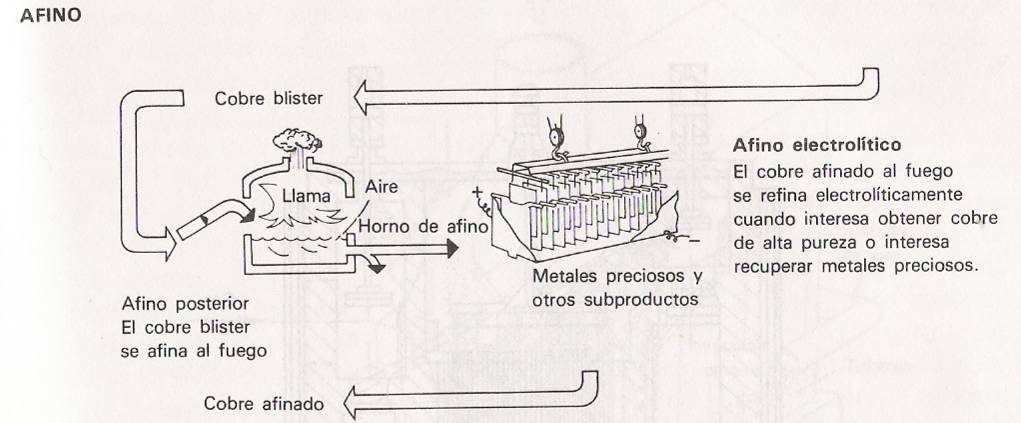 AFINO
Cobre blister
Afino electrolítico
El cobre afinado al fuego
se refina electrolíticamente
cuando interesa obtener cobre
de alta pureza o interesa
recuperar metales preciosos.
Llama
Aire
Horno de afino
+
−
Metales preciosos y
otros subproductos
Afino posterior
El cobre blister
se afina al fuego
Cobre afinado